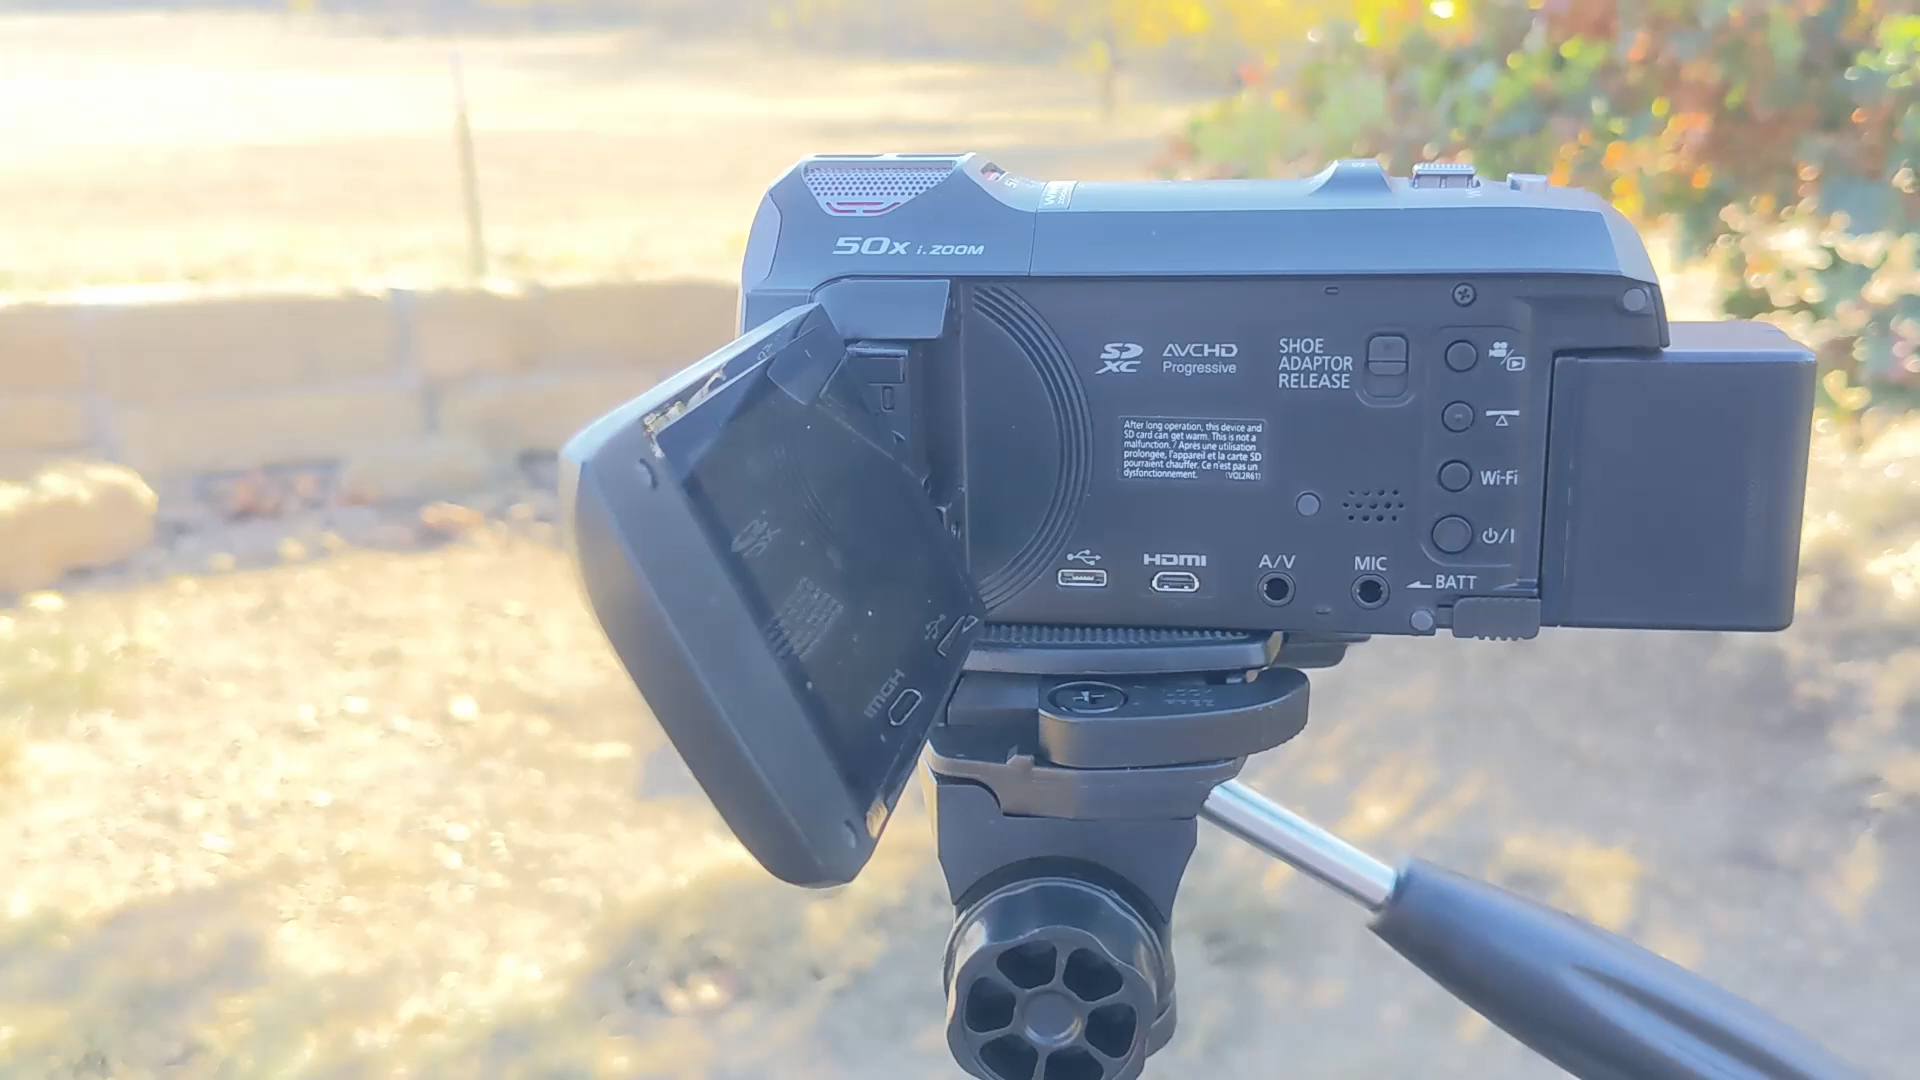 50x i.ZOOM
SD
XC
AVCHD
Progressive
SHOE
ADAPTOR
RELEASE
After long operation, this device and
SD card can get warm. This is not a
malfunction. / Après une utilisation
prolongée, l'appareil et la carte SD
pourraient chauffer. Ce n'est pas un
dysfonctionnement. (VQL2R61)
Wi-Fi
HDMI
A/V
MIC
BATT
HDMI